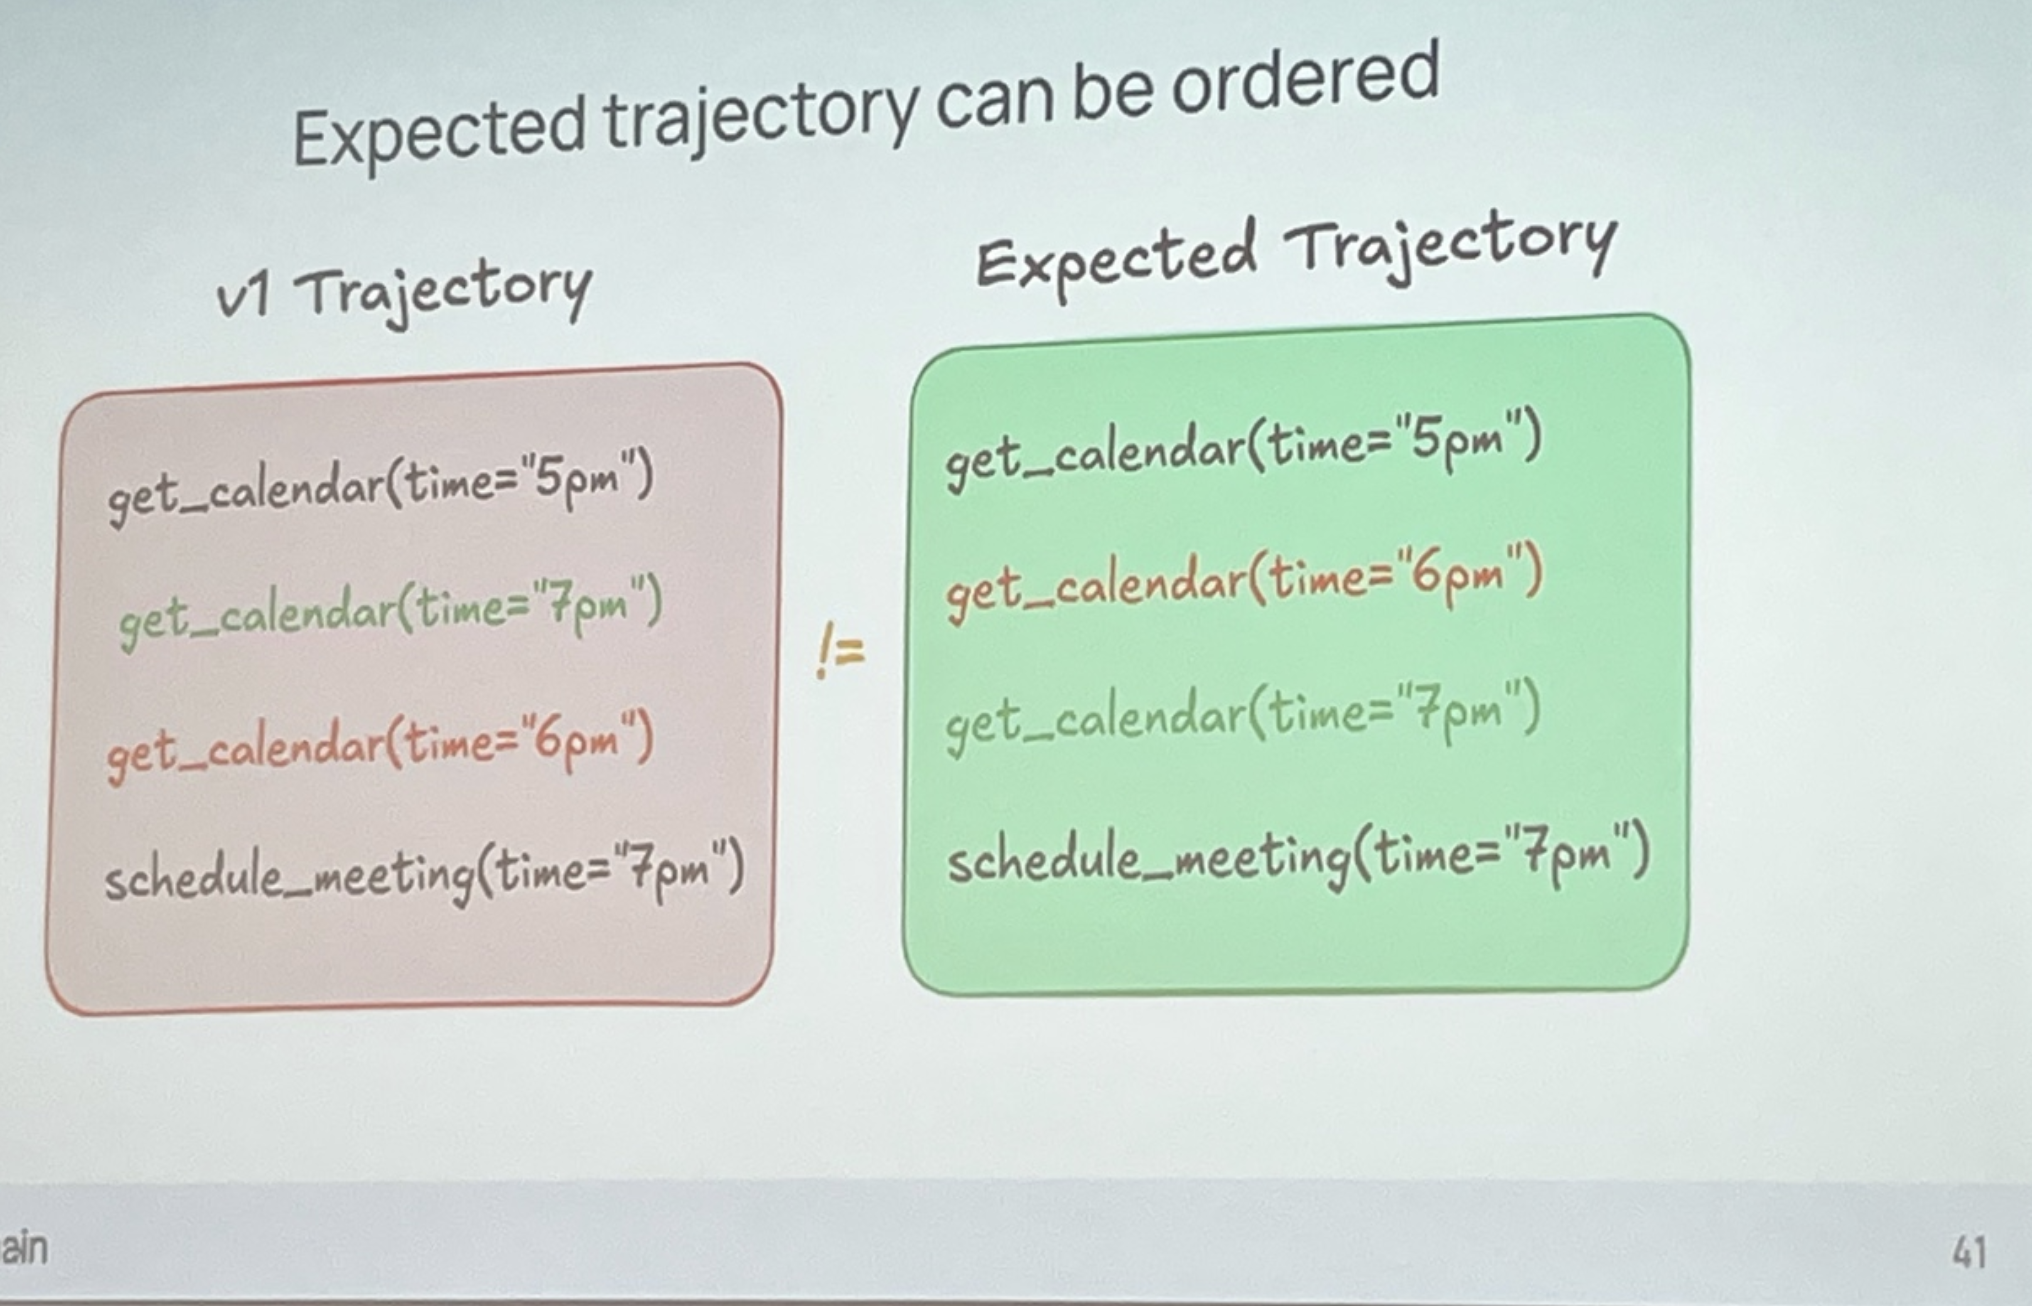 Expected trajectory can be ordered
v1 Trajectory
get_calendar(time="5pm")
get_calendar(time="7pm")
get_calendar(time="6pm")
schedule_meeting(time="7pm")
!=
Expected Trajectory
get_calendar(time="5pm")
get_calendar(time="6pm")
get_calendar(time="7pm")
schedule_meeting(time="7pm")
ain
41